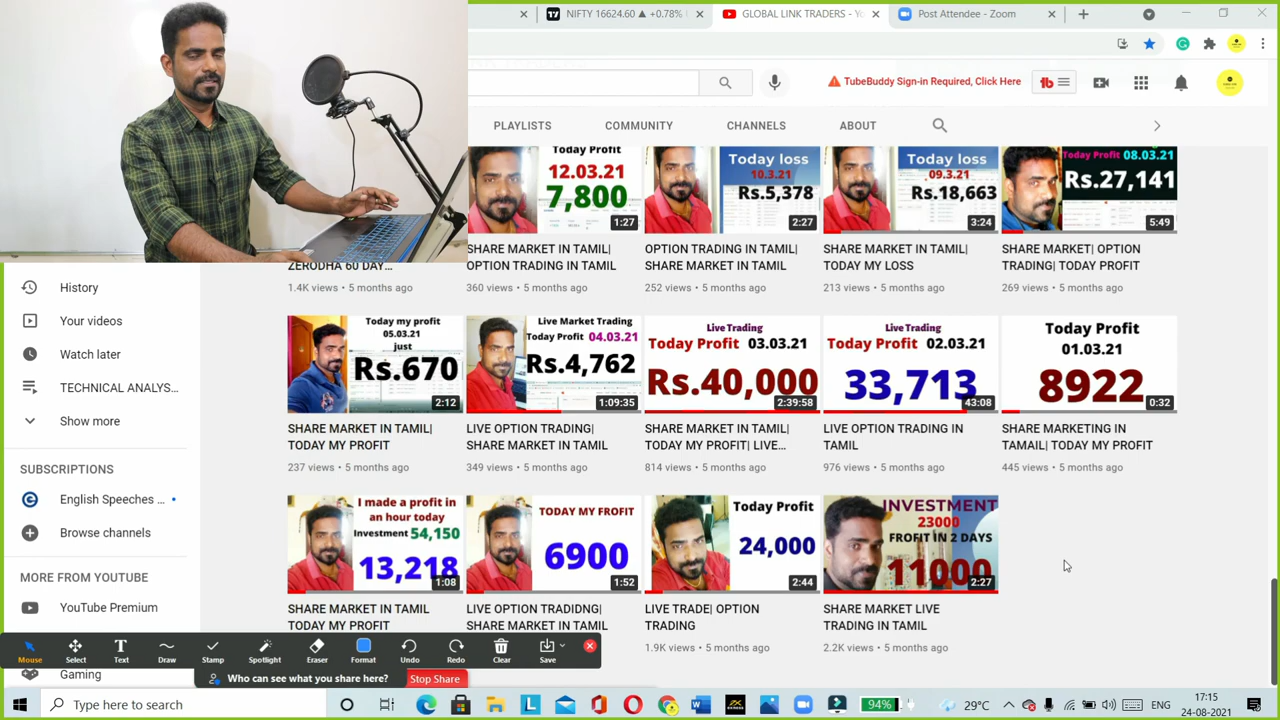 NIFTY 16624.60 ▲ +0.78%
GLOBAL LINK TRADERS - Yo
Post Attendee - Zoom
TubeBuddy Sign-in Required, Click Here
tb
PLAYLISTS
COMMUNITY
CHANNELS
ABOUT
Today Profit
12.03.21
7,800
1:27
Today loss
10.3.21
Rs.5,378
2:27
Today loss
09.3.21
Rs.18,663
3:24
Today Profit 08.03.21
Rs.27,141
5:49
ZERODHA 60 DAY...
1.4K views • 5 months ago
SHARE MARKET IN TAMIL|
OPTION TRADING IN TAMIL
360 views • 5 months ago
OPTION TRADING IN TAMIL|
SHARE MARKET IN TAMIL
252 views • 5 months ago
SHARE MARKET IN TAMIL|
TODAY MY LOSS
213 views • 5 months ago
SHARE MARKET| OPTION
TRADING| TODAY PROFIT
269 views • 5 months ago
History
Your videos
Watch later
TECHNICAL ANALYS...
Show more
SUBSCRIPTIONS
English Speeches ...
Browse channels
MORE FROM YOUTUBE
YouTube Premium
Gaming
Today my profit
05.03.21
just
Rs.670
2:12
Live Market Trading
Today Profit 04.03.21
Rs.4,762
1:09:35
Live Trading
Today Profit 03.03.21
Rs.40,000
2:39:58
Live Trading
Today Profit 02.03.21
33,713
43:08
Today Profit
01.03.21
8922
0:32
SHARE MARKET IN TAMIL|
TODAY MY PROFIT
237 views • 5 months ago
LIVE OPTION TRADING|
SHARE MARKET IN TAMIL
349 views • 5 months ago
SHARE MARKET IN TAMIL|
TODAY MY PROFIT| LIVE...
814 views • 5 months ago
LIVE OPTION TRADING IN
TAMIL
976 views • 5 months ago
SHARE MARKETING IN
TAMAIL| TODAY MY PROFIT
445 views • 5 months ago
I made a profit in
an hour today
Investment 54,150
13,218
1:08
TODAY MY FROFIT
6900
1:52
Today Profit
24,000
2:44
INVESTMENT
23000
FROFIT IN 2 DAYS
11000
2:27
SHARE MARKET IN TAMIL
TODAY MY PROFIT
LIVE OPTION TRADIDNG|
SHARE MARKET IN TAMIL
LIVE TRADE| OPTION
TRADING
1.9K views • 5 months ago
SHARE MARKET LIVE
TRADING IN TAMIL
2.2K views • 5 months ago
Mouse
Select
Text
Draw
Stamp
Spotlight
Eraser
Format
Undo
Redo
Clear
Save
Who can see what you share here?
Stop Share
Type here to search
94%
29°C
ENG
17:15
24-08-2021